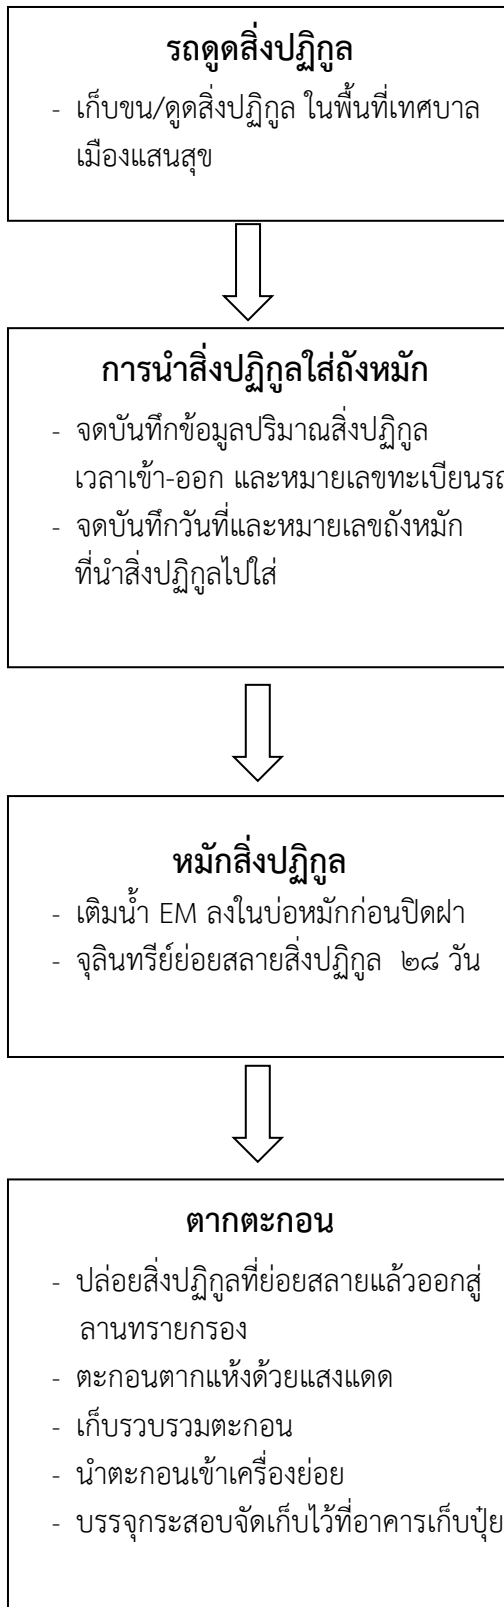 รถดูดสิ่งปฏิกูล
- เก็บขน/ดูดสิ่งปฏิกูล ในพื้นที่เทศบาล
เมืองแสนสุข
การนำสิ่งปฏิกูลใส่ถังหมัก
- จดบันทึกข้อมูลปริมาณสิ่งปฏิกูล
เวลาเข้า-ออก และหมายเลขทะเบียนรถ
- จดบันทึกวันที่และหมายเลขถังหมัก
ที่นำสิ่งปฏิกูลไปใส่
หมักสิ่งปฏิกูล
- เติมน้ำ EM ลงในบ่อหมักก่อนปิดฝา
- จุลินทรีย์ย่อยสลายสิ่งปฏิกูล ๒๘ วัน
ตากตะกอน
- ปล่อยสิ่งปฏิกูลที่ย่อยสลายแล้วออกสู่
ลานทรายกรอง
- ตะกอนตากแห้งด้วยแสงแดด
- เก็บรวบรวมตะกอน
- นำตะกอนเข้าเครื่องย่อย
- บรรจุกระสอบจัดเก็บไว้ที่อาคารเก็บปุ๋ย